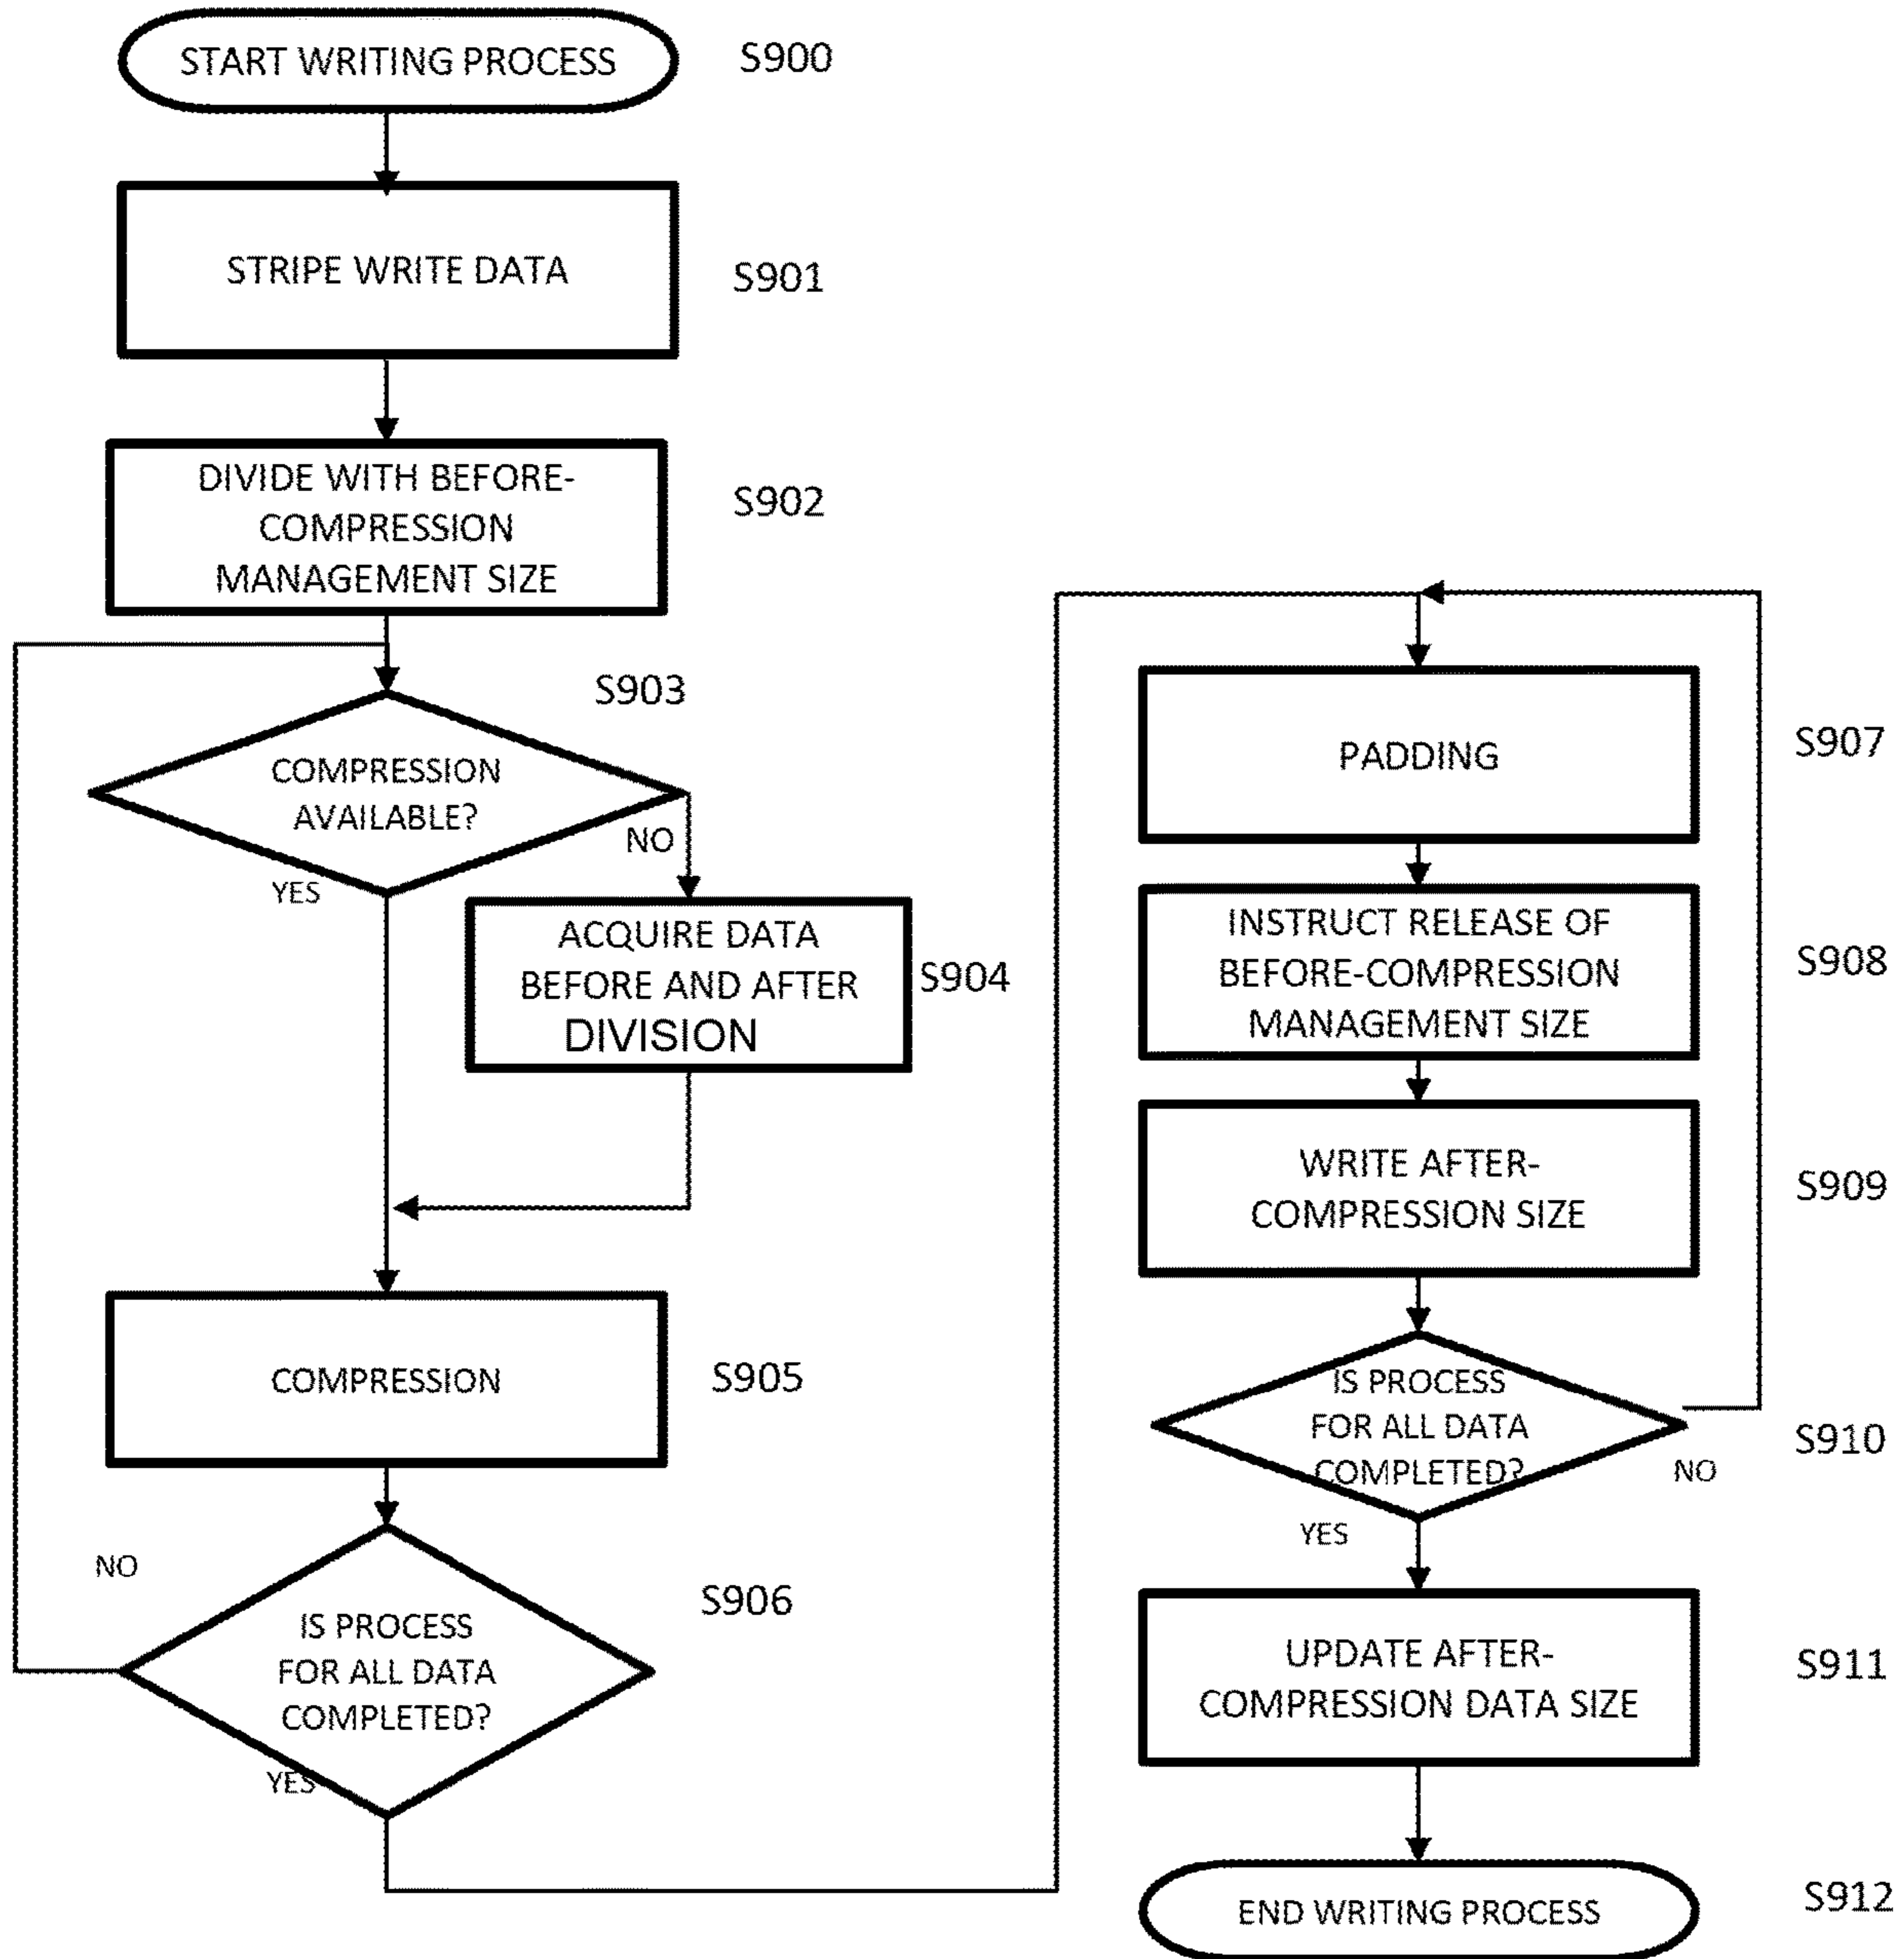 START WRITING PROCESS
S900
STRIPE WRITE DATA
S901
DIVIDE WITH BEFORE-
COMPRESSION
MANAGEMENT SIZE
S902
S903
COMPRESSION
AVAILABLE?
NO
YES
ACQUIRE DATA
BEFORE AND AFTER
DIVISION
S904
COMPRESSION
S905
NO
S906
IS PROCESS
FOR ALL DATA
COMPLETED?
YES
PADDING
S907
INSTRUCT RELEASE OF
BEFORE-COMPRESSION
MANAGEMENT SIZE
S908
WRITE AFTER-
COMPRESSION SIZE
S909
IS PROCESS
FOR ALL DATA
COMPLETED?
S910
NO
YES
UPDATE AFTER-
COMPRESSION DATA SIZE
S911
END WRITING PROCESS
S912